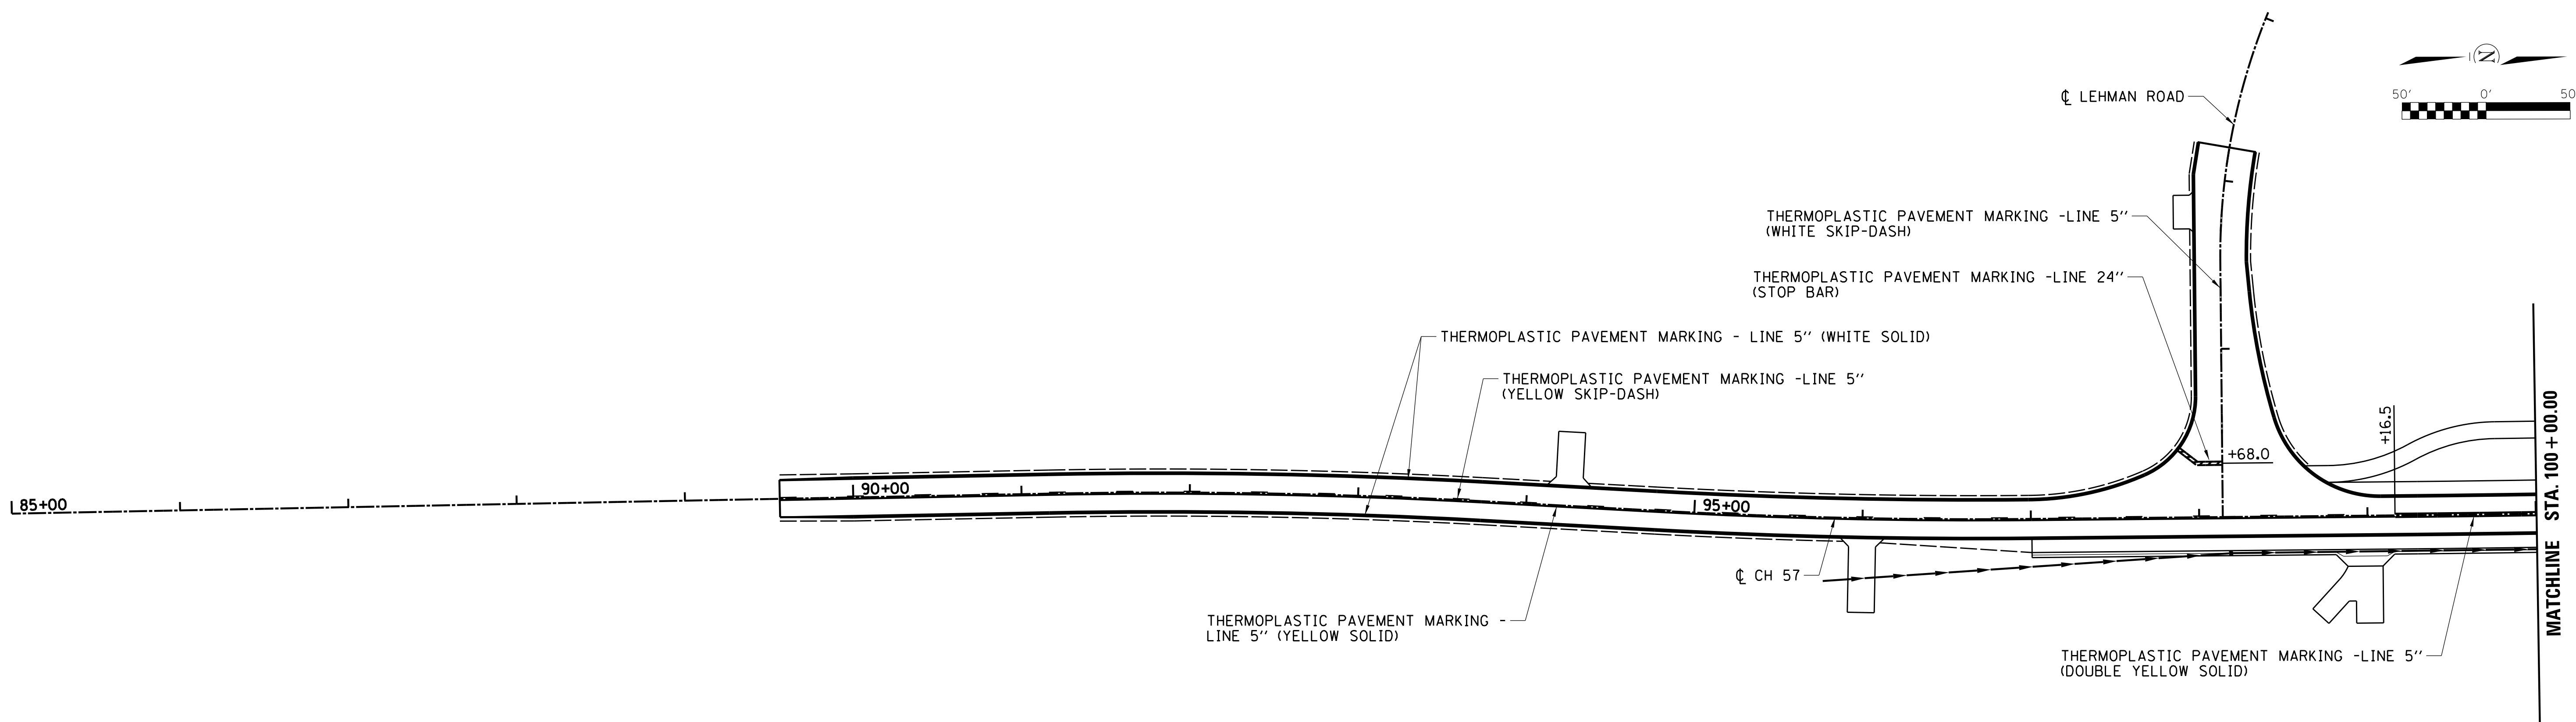 ℄ LEHMAN ROAD
N
50' 0' 50
THERMOPLASTIC PAVEMENT MARKING -LINE 5''
(WHITE SKIP-DASH)
THERMOPLASTIC PAVEMENT MARKING -LINE 24''
(STOP BAR)
THERMOPLASTIC PAVEMENT MARKING - LINE 5'' (WHITE SOLID)
THERMOPLASTIC PAVEMENT MARKING -LINE 5''
(YELLOW SKIP-DASH)
+16.5
+68.0
85+00
90+00
95+00
℄ CH 57
THERMOPLASTIC PAVEMENT MARKING -
LINE 5'' (YELLOW SOLID)
THERMOPLASTIC PAVEMENT MARKING -LINE 5''
(DOUBLE YELLOW SOLID)
MATCHLINE STA. 100+00.00